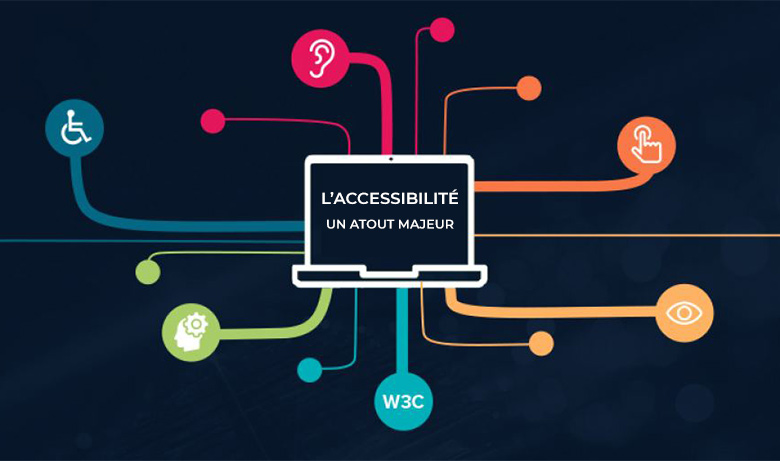 L’ACCESSIBILITÉ
UN ATOUT MAJEUR
W3C